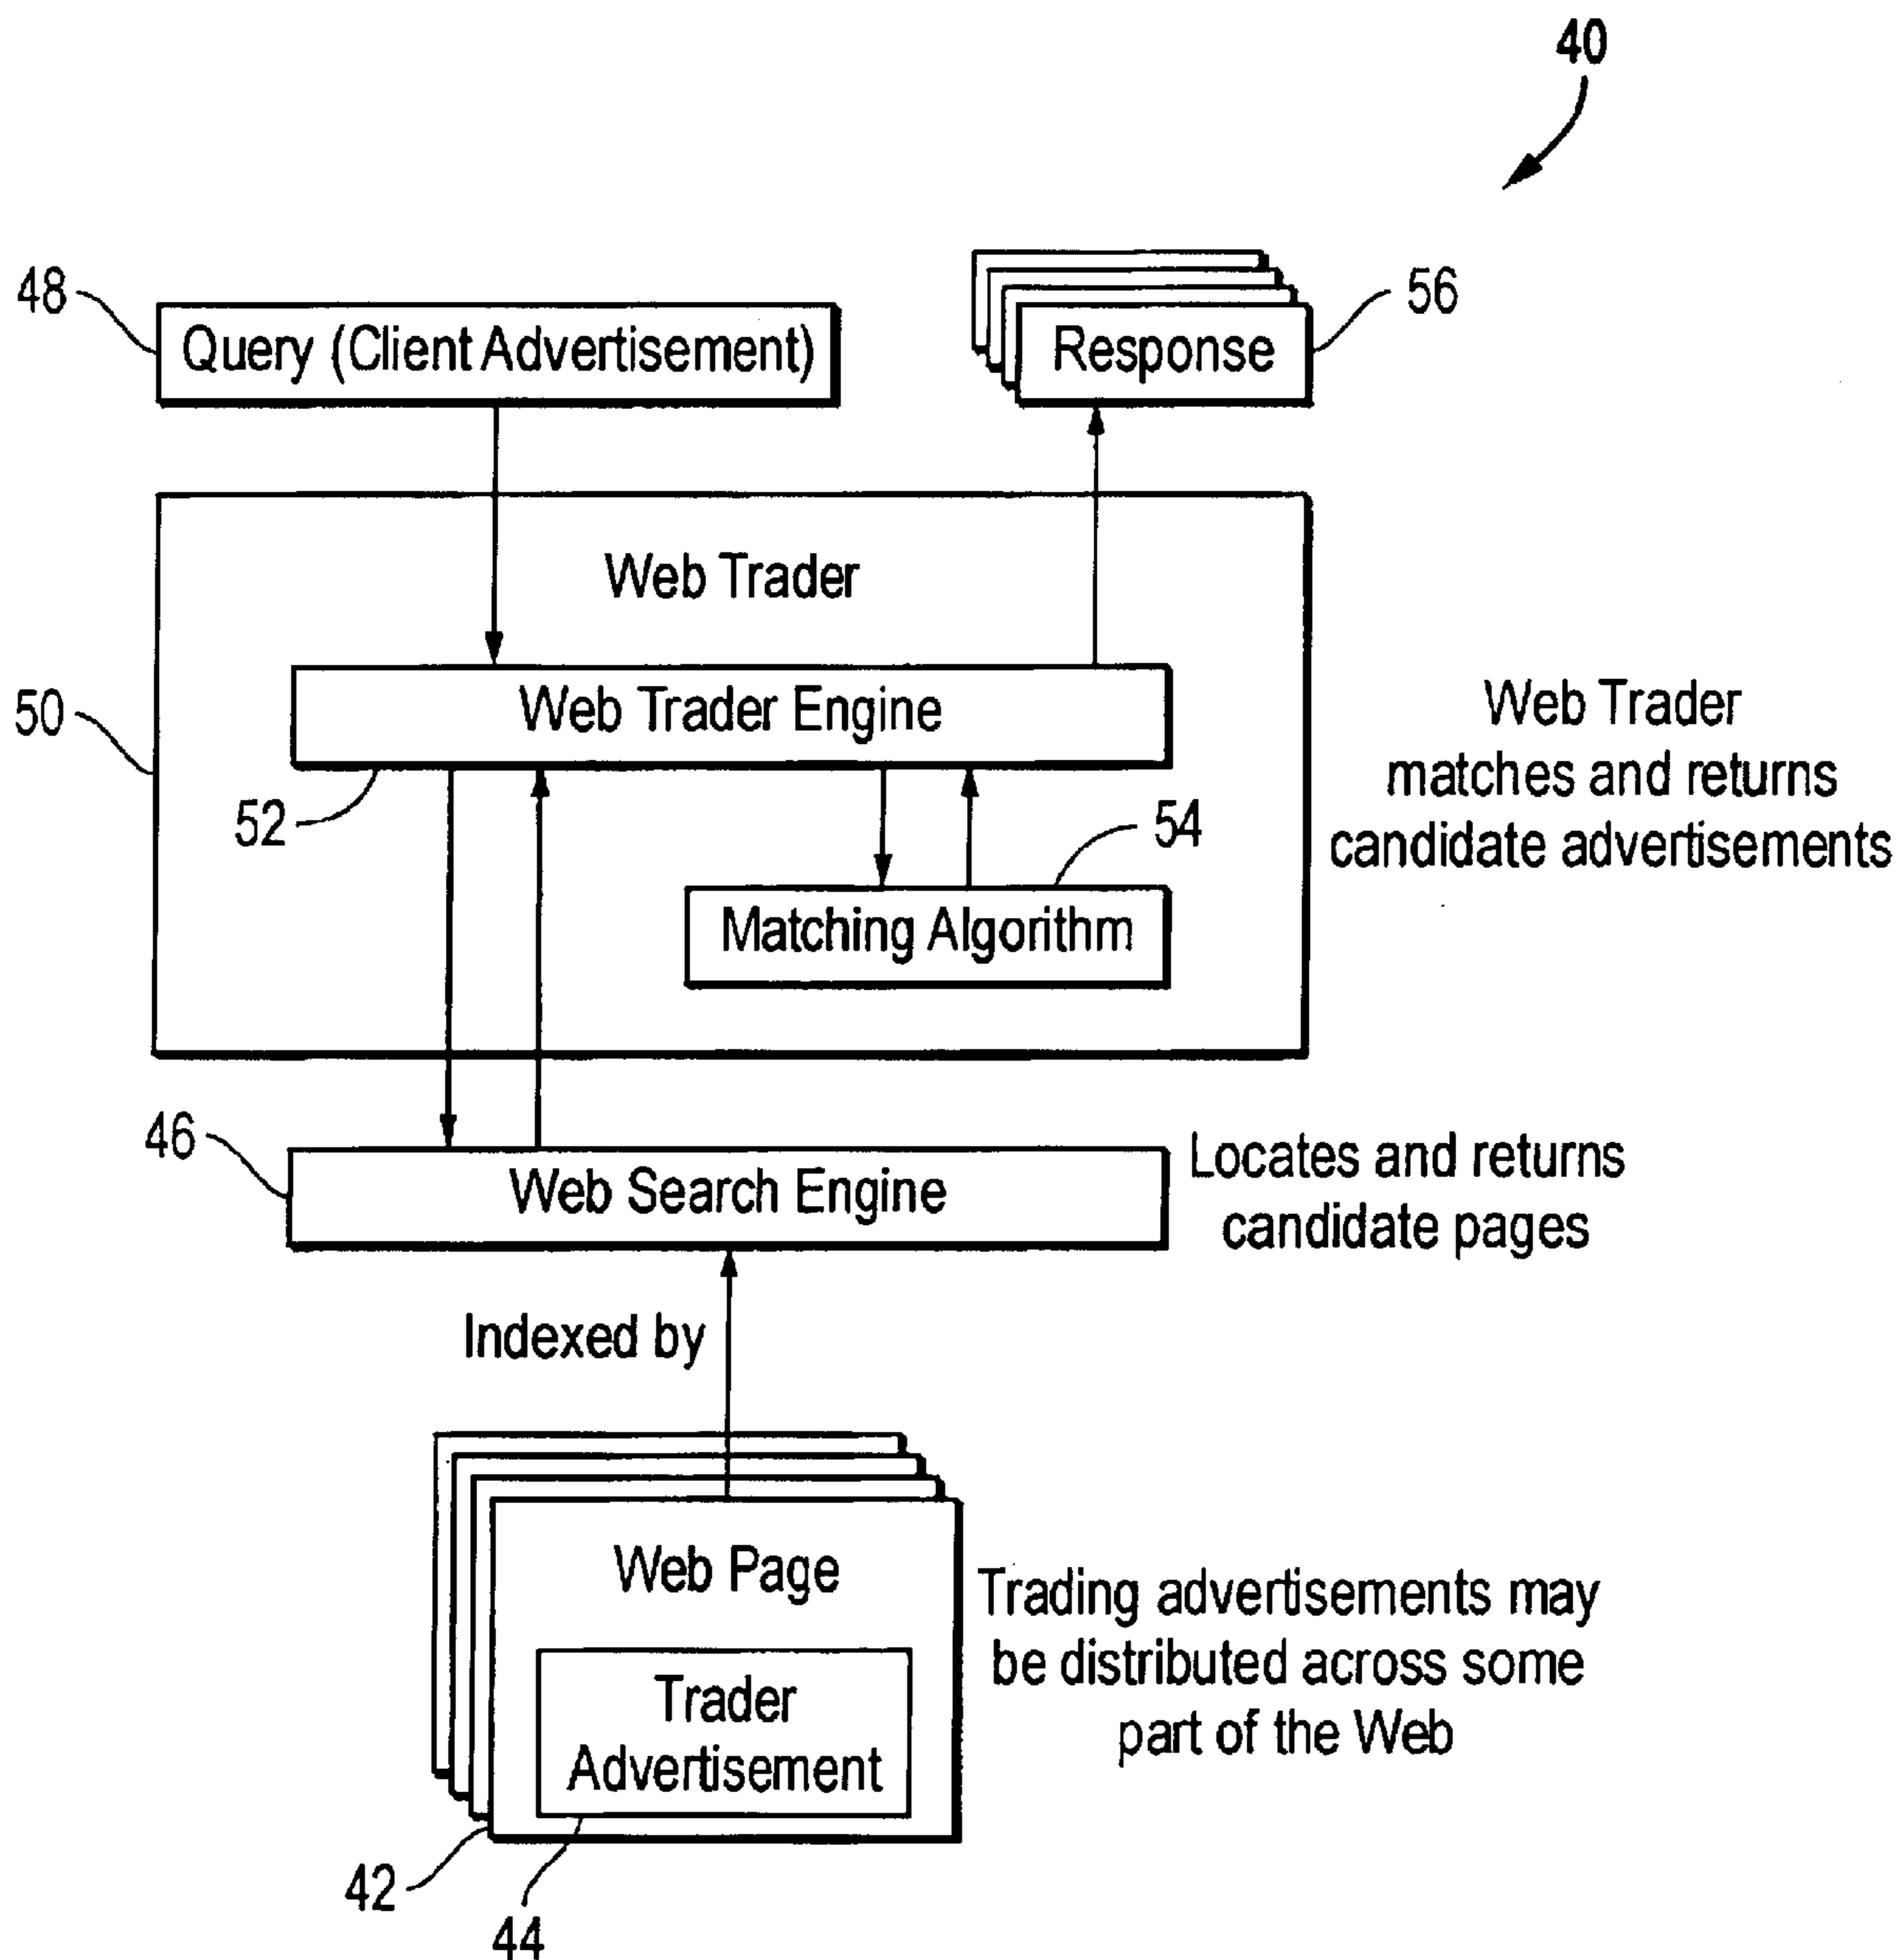 40
48
Query (Client Advertisement)
Response
56
Web Trader
50
Web Trader Engine
52
54
Matching Algorithm
Web Trader
matches and returns
candidate advertisements
46
Web Search Engine
Locates and returns
candidate pages
Indexed by
Web Page
Trader
Advertisement
Trading advertisements may
be distributed across some
part of the Web
42
44